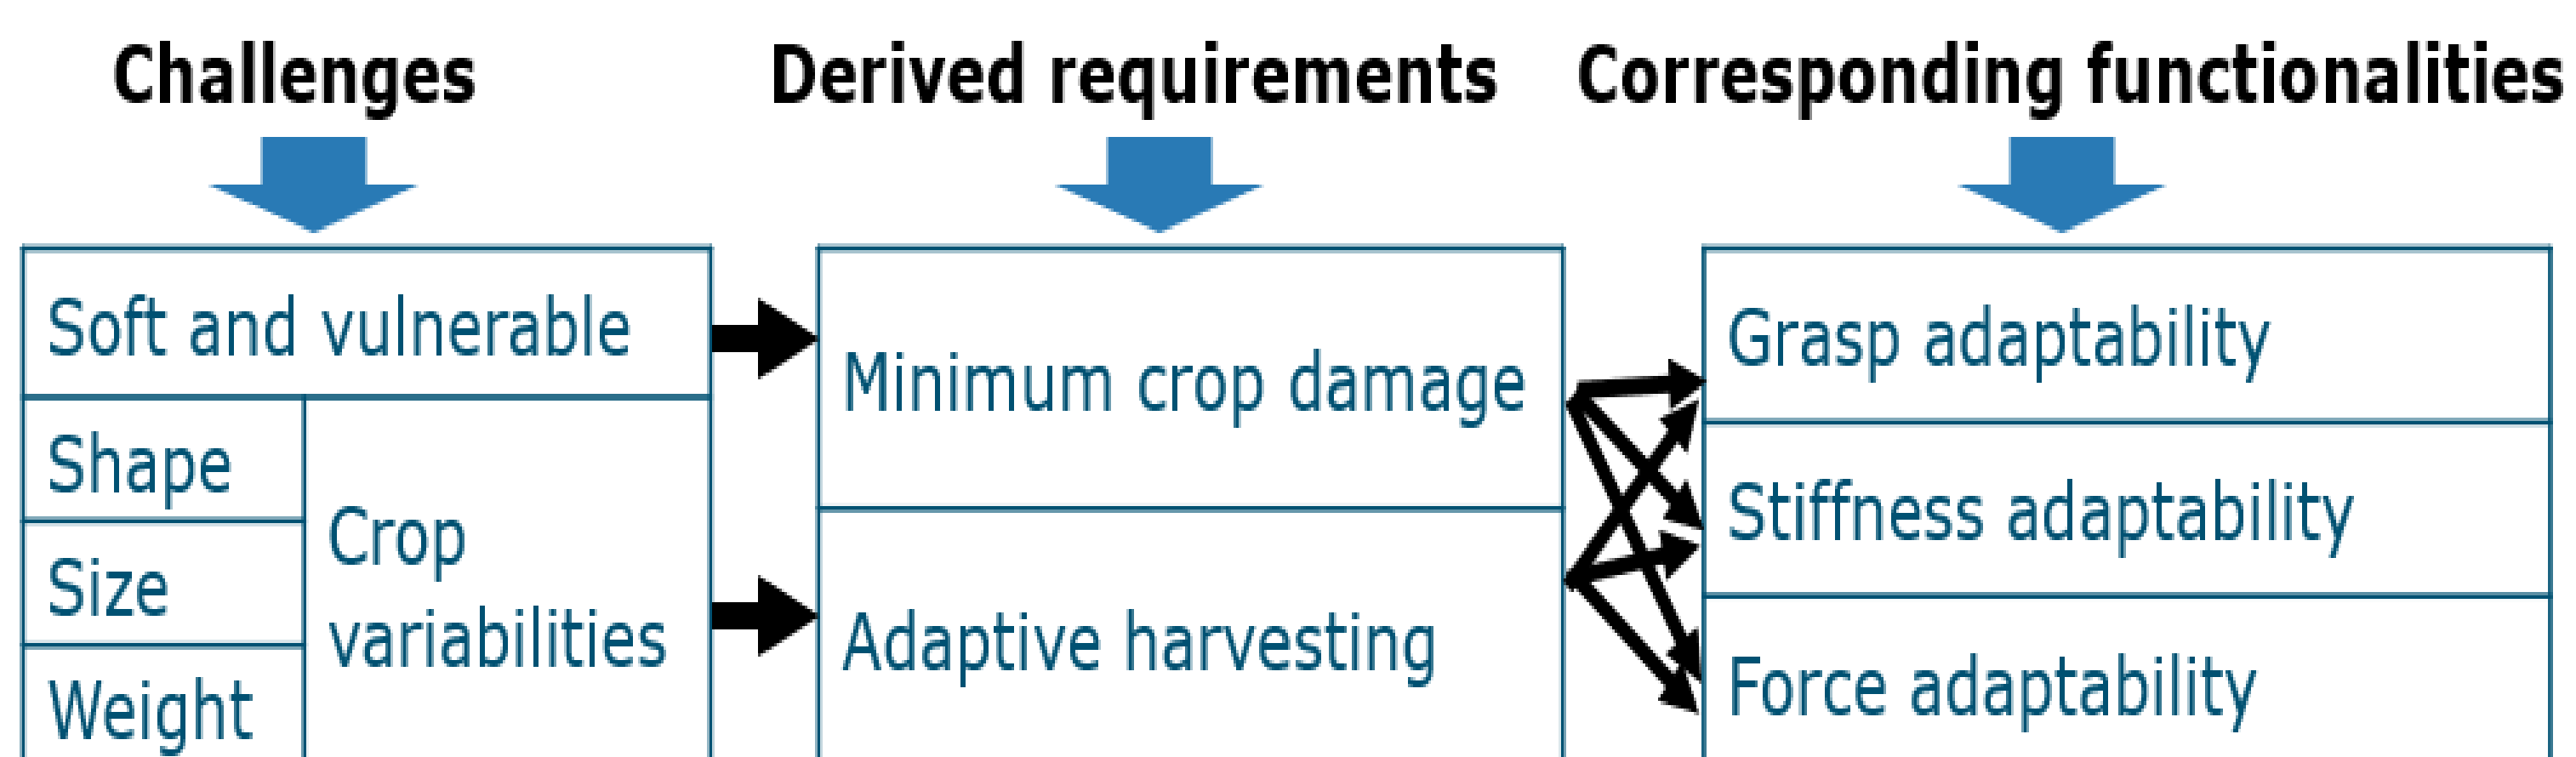 Challenges
Derived requirements
Corresponding functionalities
Soft and vulnerable
Shape
Size
Weight
Crop
variabilities
Minimum crop damage
Adaptive harvesting
Grasp adaptability
Stiffness adaptability
Force adaptability